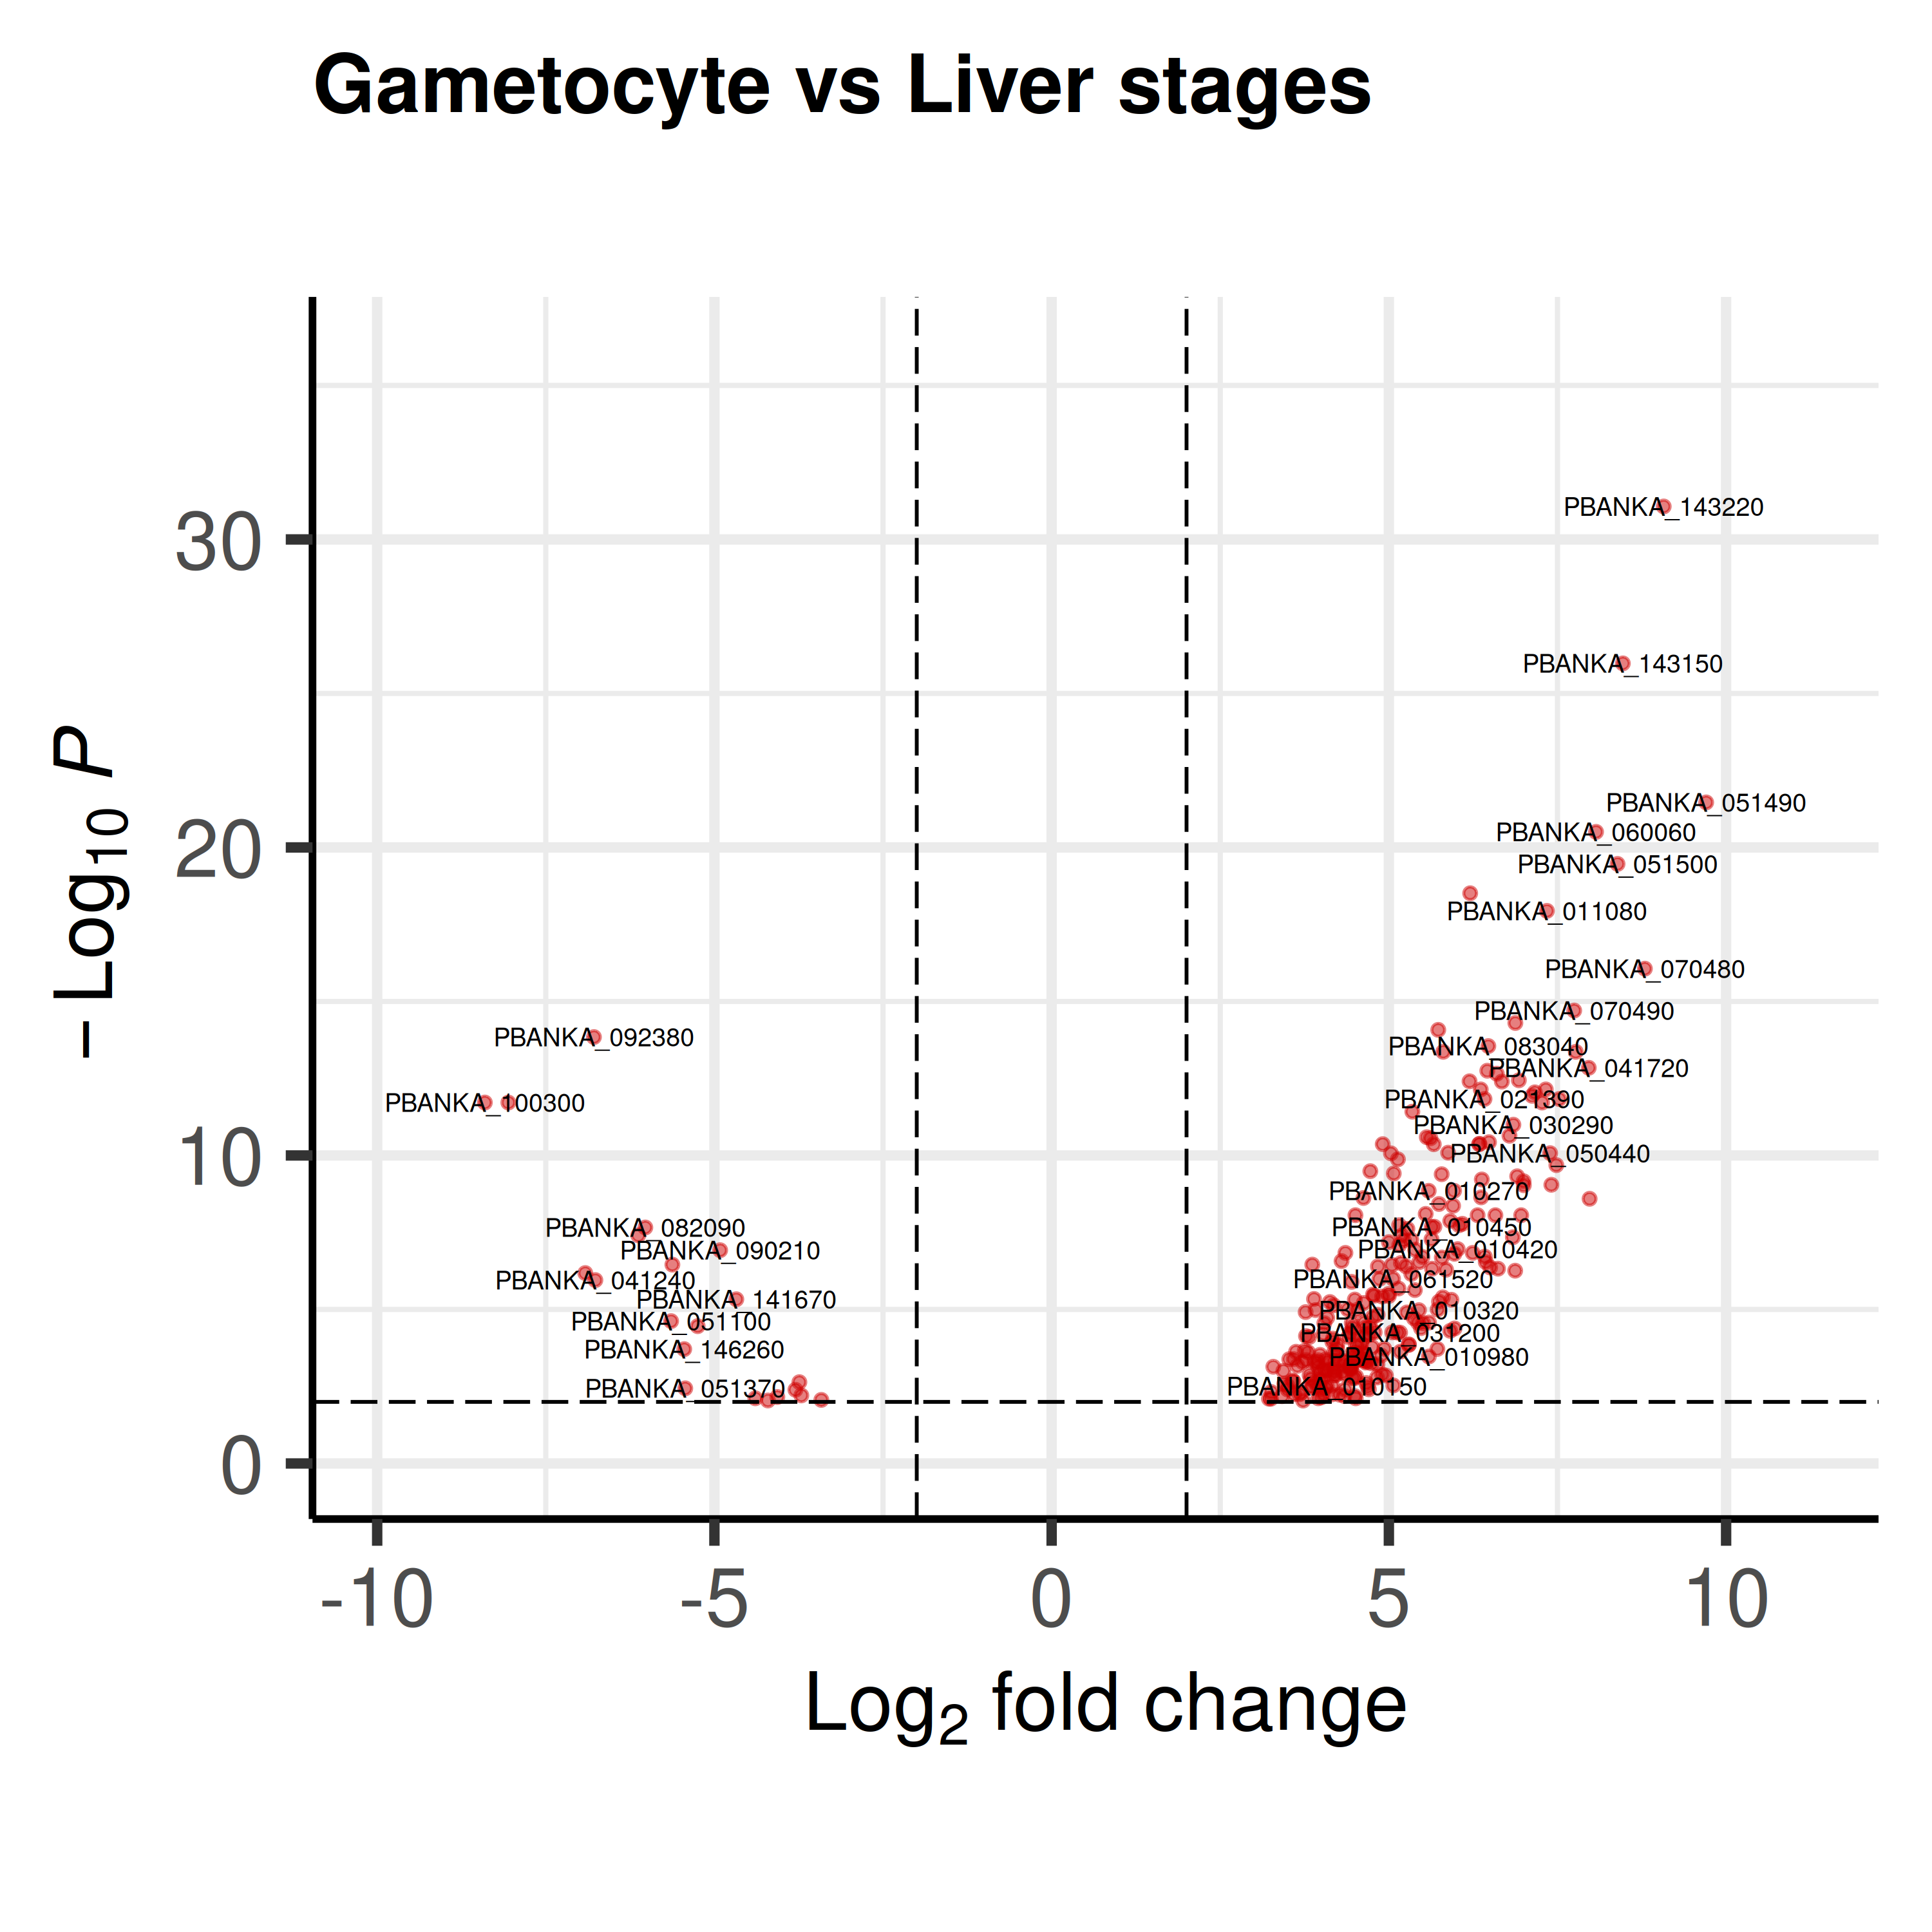 Gametocyte vs Liver stages
− Log10 P
30
20
10
0
PBANKA_143220
PBANKA_143150
PBANKA_051490
PBANKA_060060
PBANKA_051500
PBANKA_011080
PBANKA_070480
PBANKA_070490
PBANKA_092380
PBANKA_083040
PBANKA_041720
PBANKA_100300
PBANKA_021390
PBANKA_030290
PBANKA_050440
PBANKA_010270
PBANKA_082090
PBANKA_010450
PBANKA_090210
PBANKA_010420
PBANKA_041240
PBANKA_061520
PBANKA_141670
PBANKA_010320
PBANKA_051100
PBANKA_031200
PBANKA_146260
PBANKA_010980
PBANKA_051370
PBANKA_010150
-10 -5 0 5 10
Log2 fold change